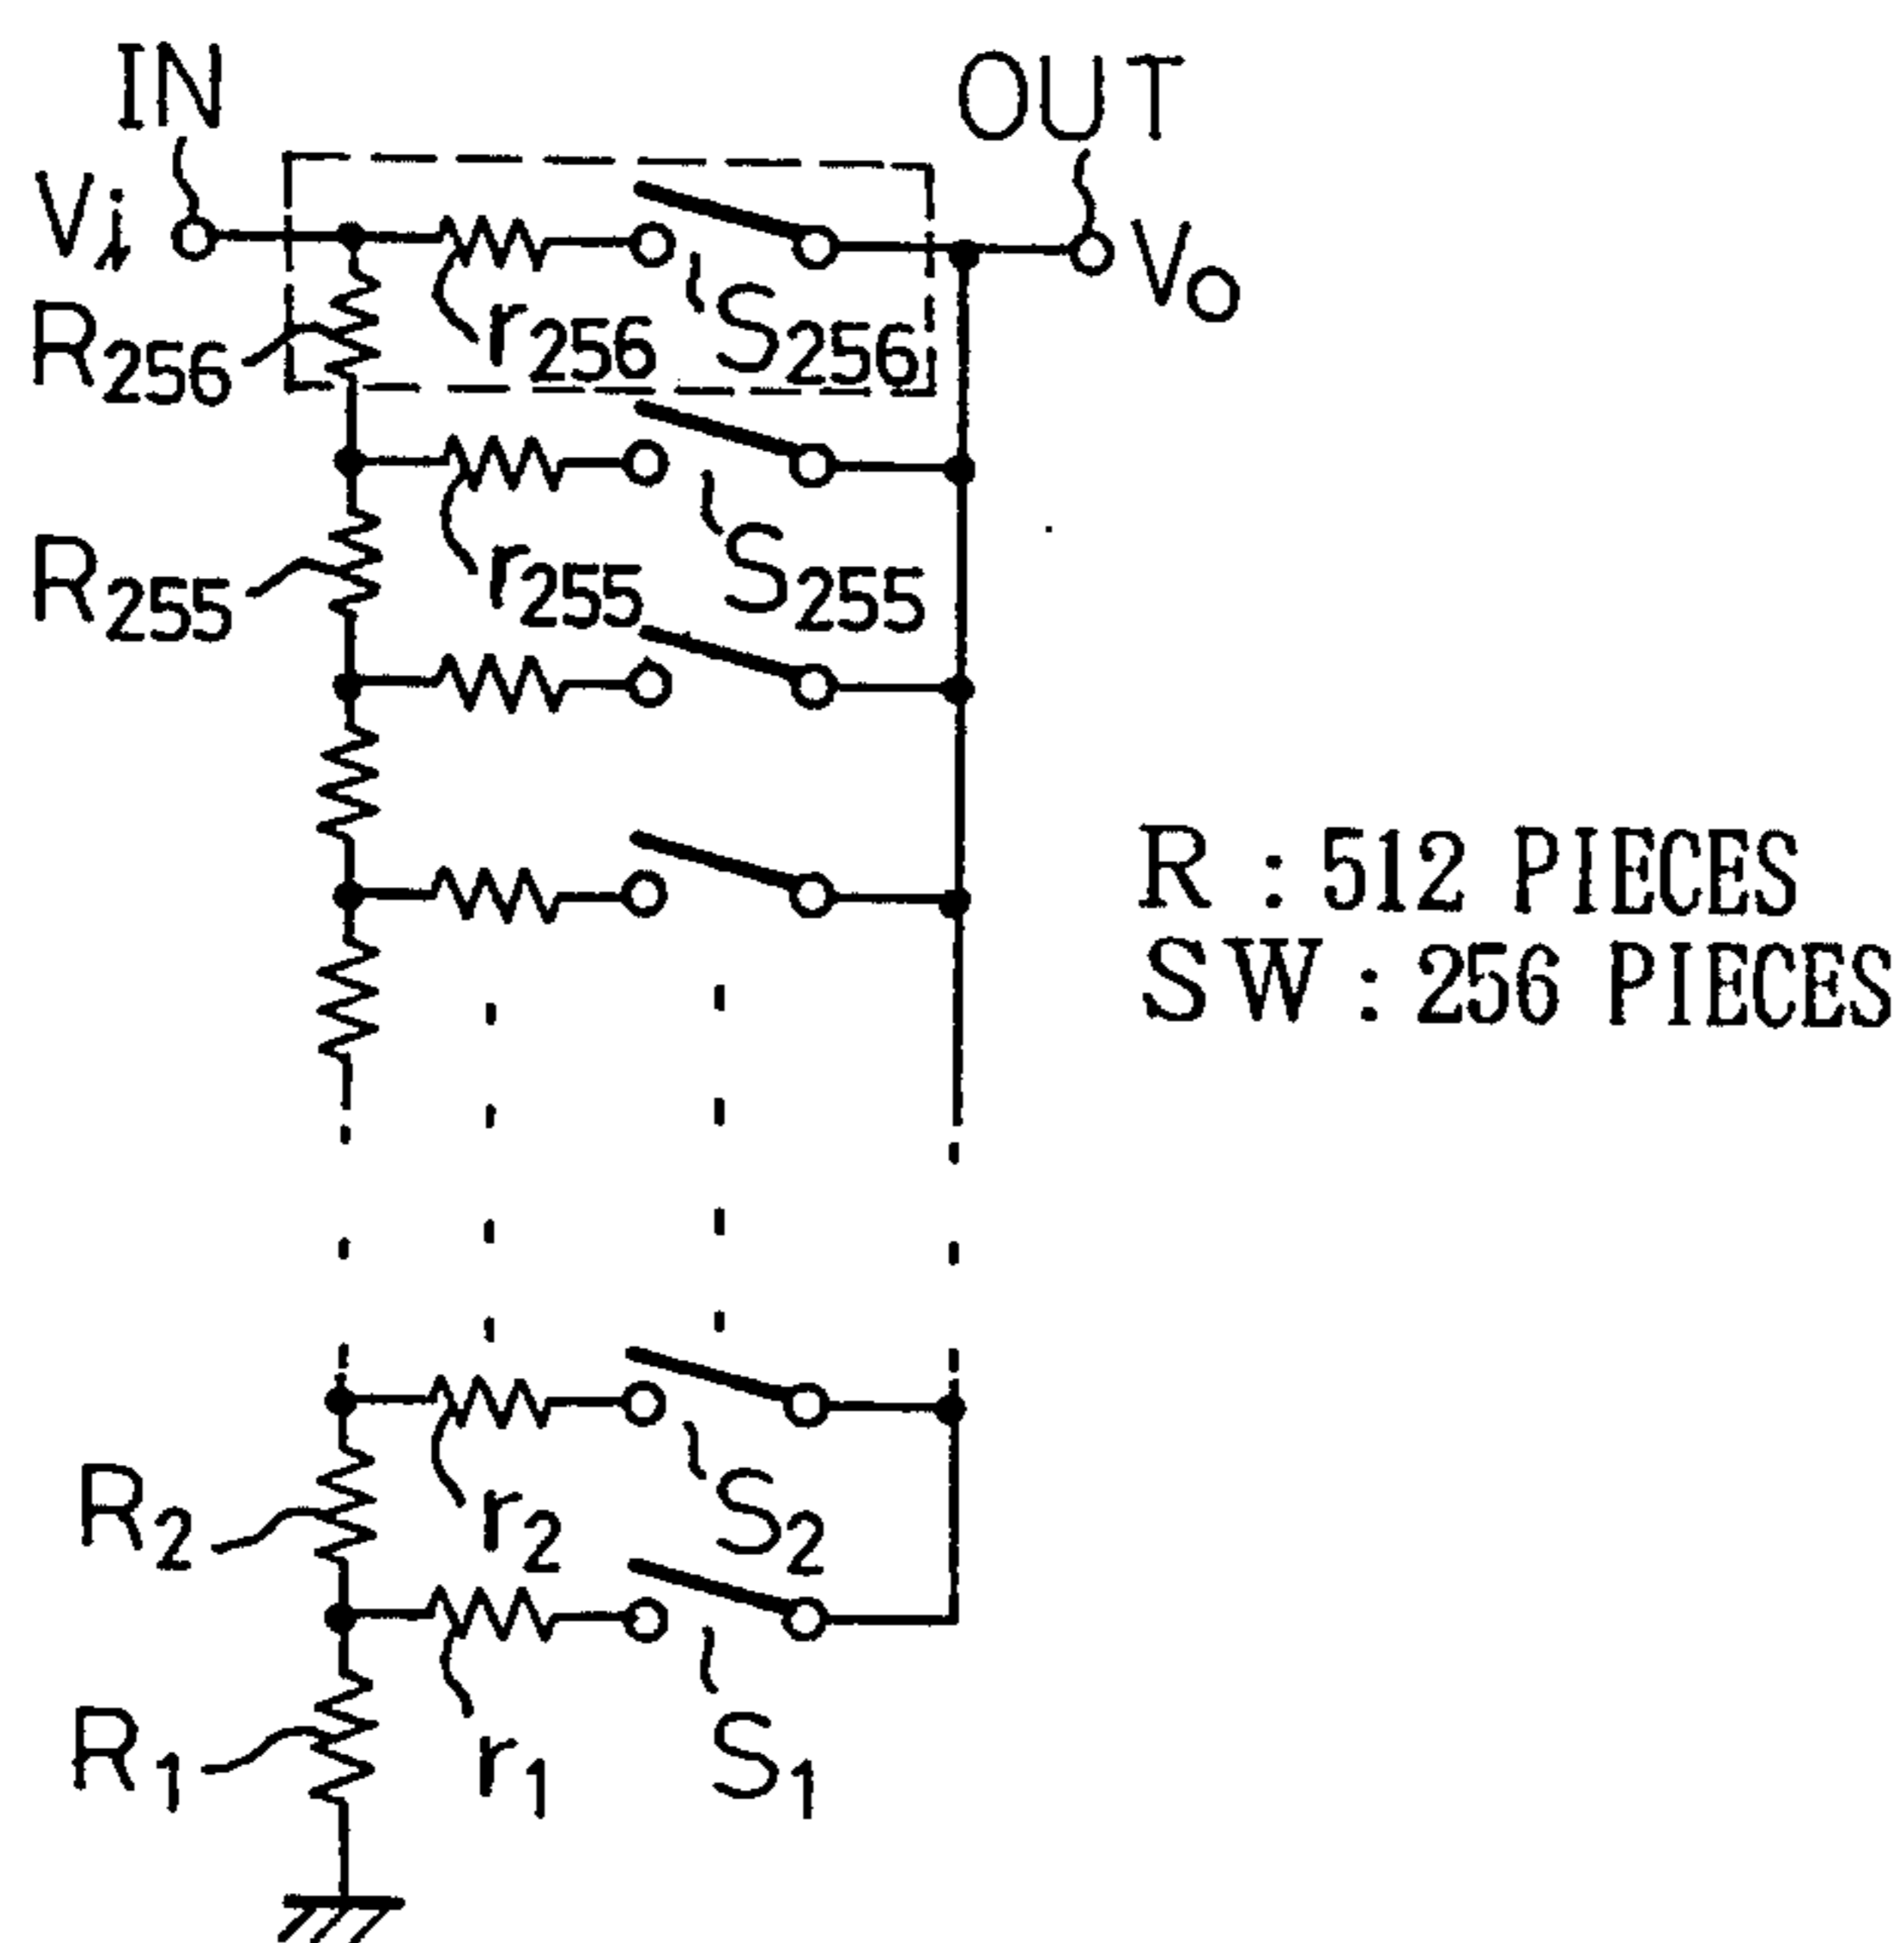 IN
OUT
Vi
VO
R256
r256
S256
R255
r255
S255
R : 512 PIECES
SW : 256 PIECES
R2
r2
S2
R1
r1
S1